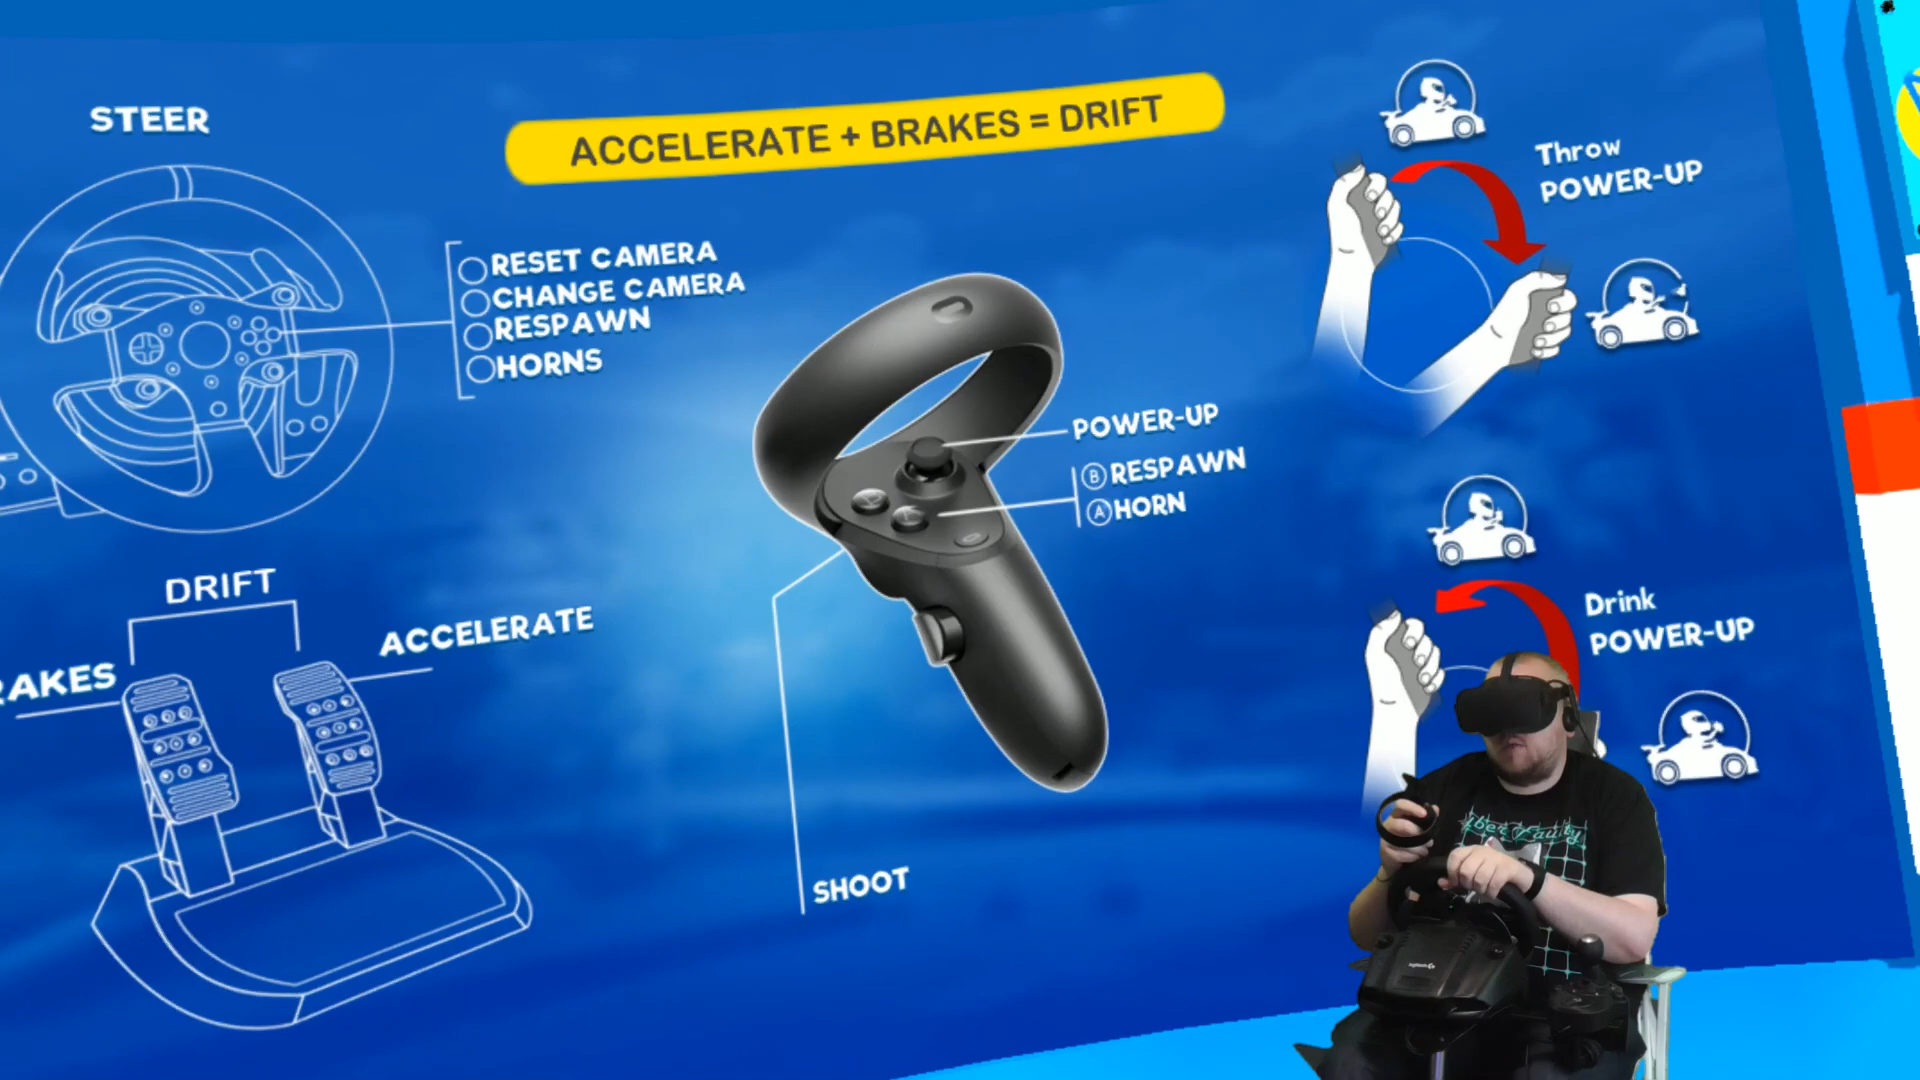 STEER
ACCELERATE + BRAKES = DRIFT
RESET CAMERA
CHANGE CAMERA
RESPAWN
HORNS
Throw
POWER-UP
POWER-UP
B RESPAWN
A HORN
DRIFT
ACCELERATE
RAKES
Drink
POWER-UP
SHOOT